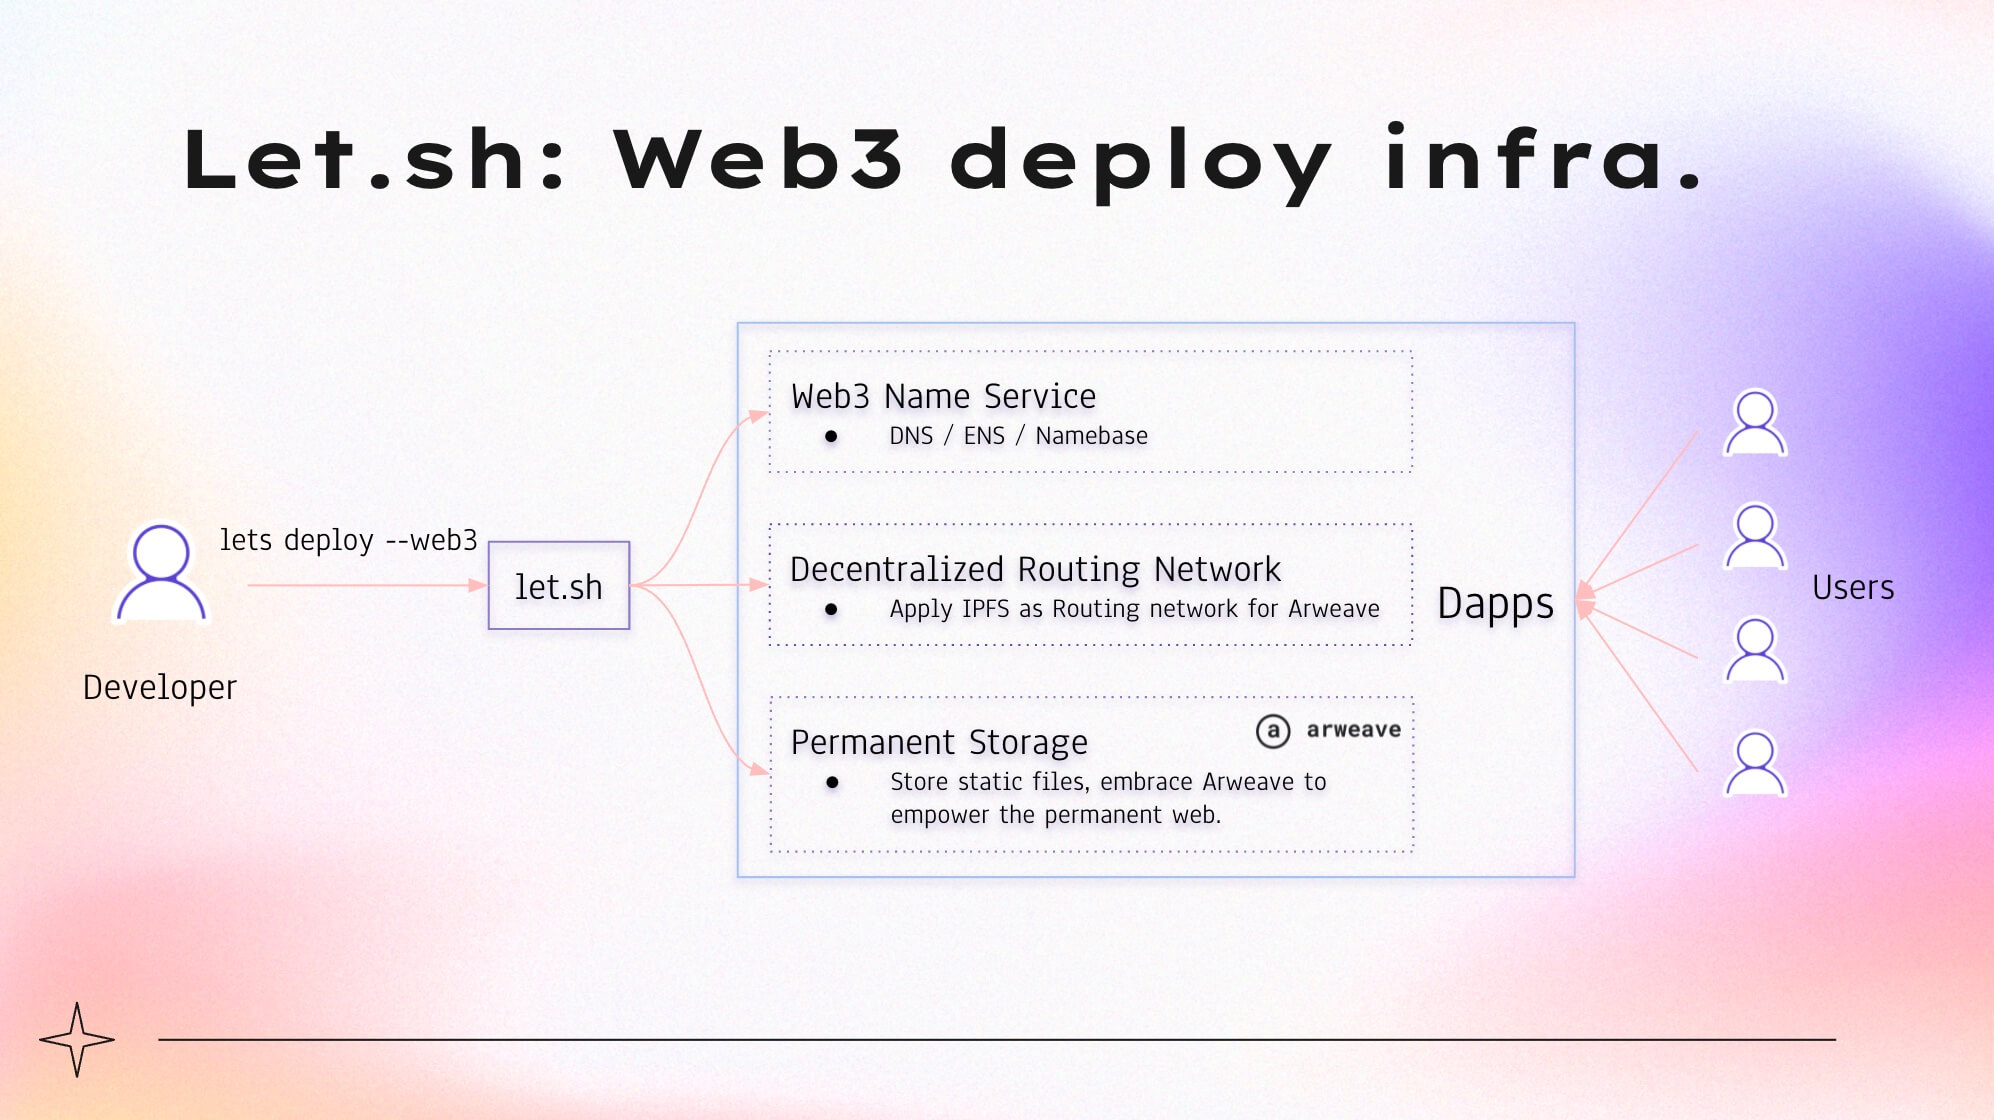 Let.sh: Web3 deploy infra.
Web3 Name Service
● DNS / ENS / Namebase
lets deploy --web3
let.sh
Developer
Decentralized Routing Network
● Apply IPFS as Routing network for Arweave
Permanent Storage
a arweave
● Store static files, embrace Arweave to
empower the permanent web.
Dapps
Users